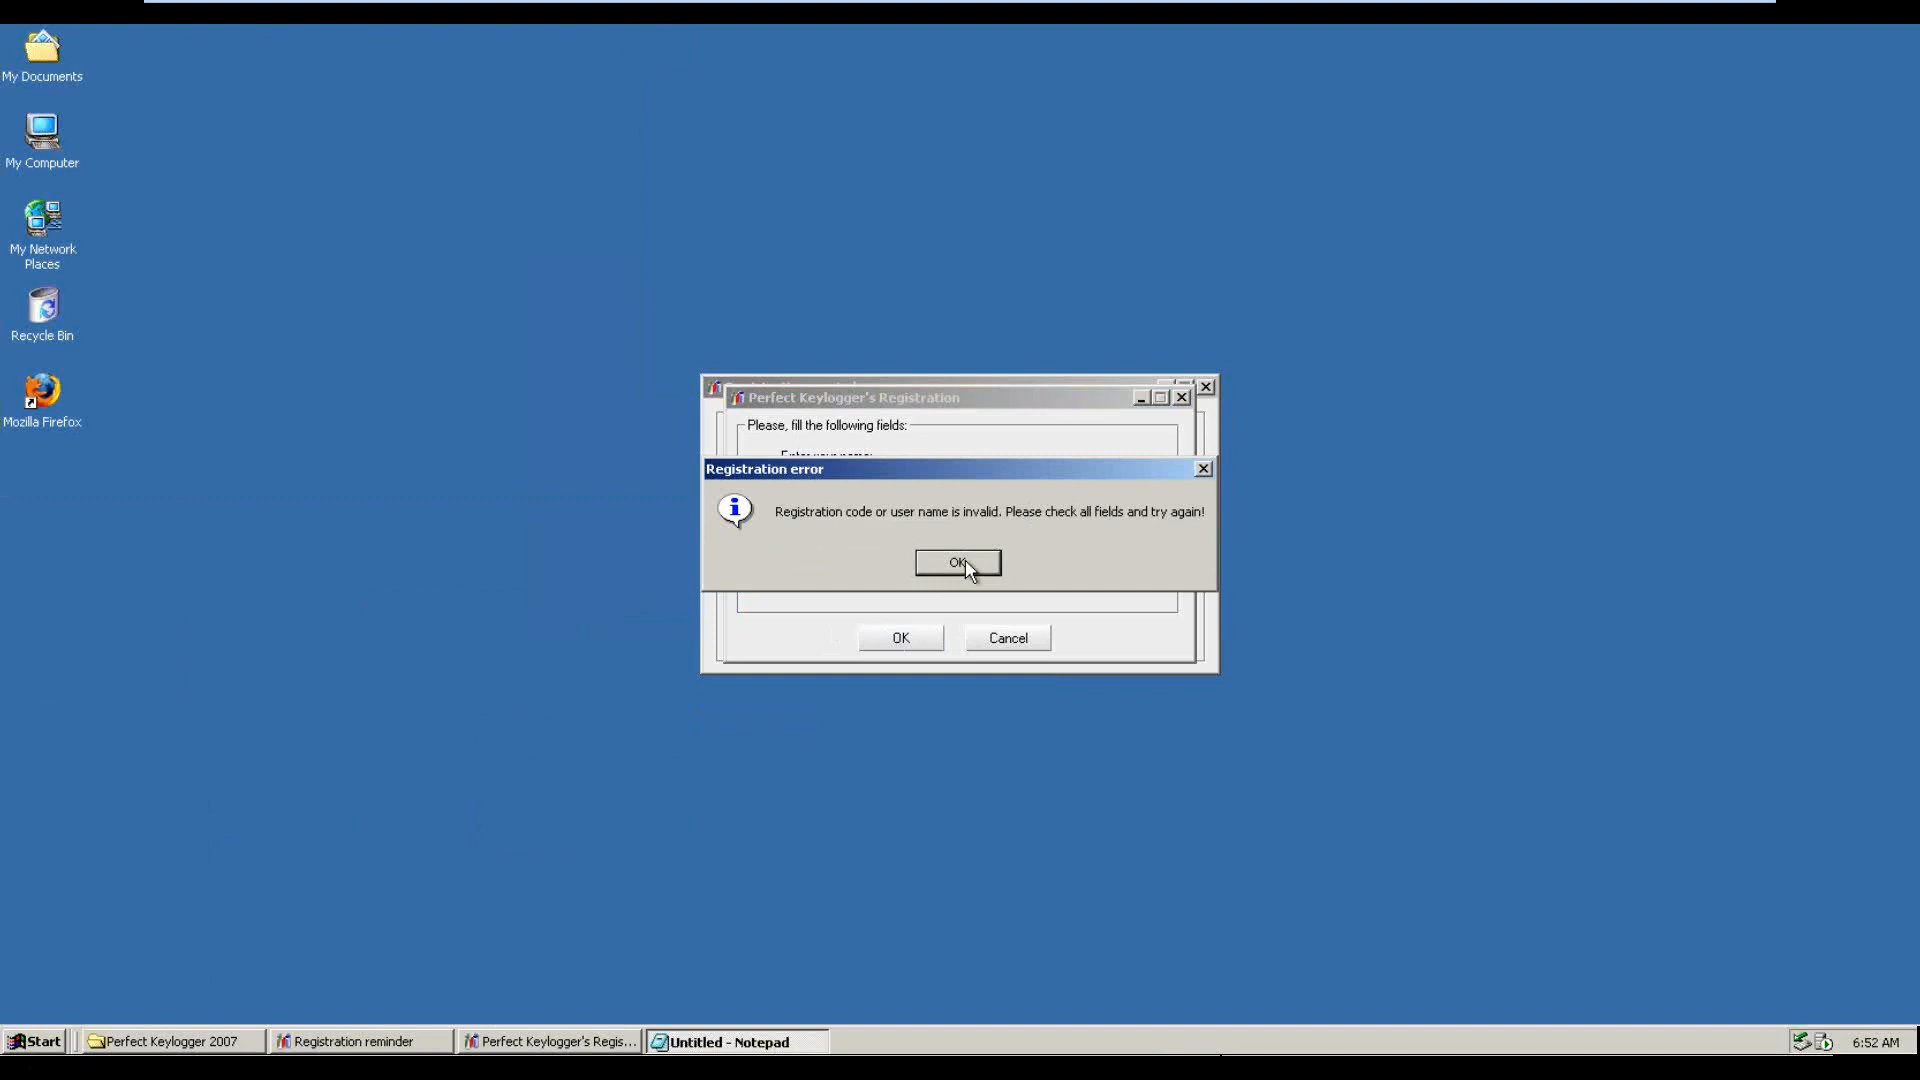 My Documents
My Computer
My Network
Places
Recycle Bin
Mozilla Firefox
Perfect Keylogger's Registration
Please, fill the following fields:
Registration error
Registration code or user name is invalid. Please check all fields and try again!
OK
OK
Cancel
Start
Perfect Keylogger 2007
Registration reminder
Perfect Keylogger's Regis...
Untitled - Notepad
6:52 AM